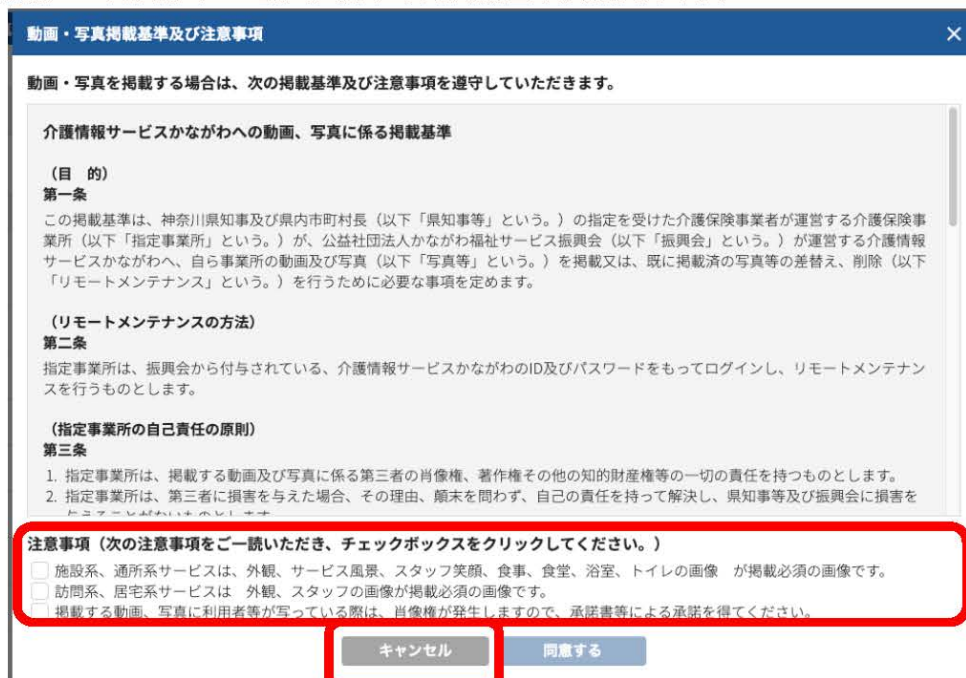 動画・写真掲載基準及び注意事項
動画・写真を掲載する場合は、次の掲載基準及び注意事項を遵守していただきます。
介護情報サービスかながわへの動画、写真に係る掲載基準
（目　的）
第一条
この掲載基準は、神奈川県知事及び県内市町村長（以下「県知事等」という。）の指定を受けた介護保険事業者が運営する介護保険事
業所（以下「指定事業所」という。）が、公益社団法人かながわ福祉サービス振興会（以下「振興会」という。）が運営する介護情報
サービスかながわへ、自ら事業所の動画及び写真（以下「写真等」という。）を掲載又は、既に掲載済の写真等の差替え、削除（以下
「リモートメンテナンス」という。）を行うために必要な事項を定めます。
（リモートメンテナンスの方法）
第二条
指定事業所は、振興会から付与されている、介護情報サービスかながわのID及びパスワードをもってログインし、リモートメンテナン
スを行うものとします。
（指定事業所の自己責任の原則）
第三条
1. 指定事業所は、掲載する動画及び写真に係る第三者の肖像権、著作権その他の知的財産権等の一切の責任を持つものとします。
2. 指定事業所は、第三者に損害を与えた場合、その理由、顛末を問わず、自己の責任を持って解決し、県知事等及び振興会に損害を
与えることがないものとします
注意事項（次の注意事項をご一読いただき、チェックボックスをクリックしてください。）
施設系、通所系サービスは、外観、サービス風景、スタッフ笑顔、食事、食堂、浴室、トイレの画像　が掲載必須の画像です。
訪問系、居宅系サービスは　外観、スタッフの画像が掲載必須の画像です。
掲載する動画、写真に利用者等が写っている際は、肖像権が発生しますので、承諾書等による承諾を得てください。
キャンセル
同意する